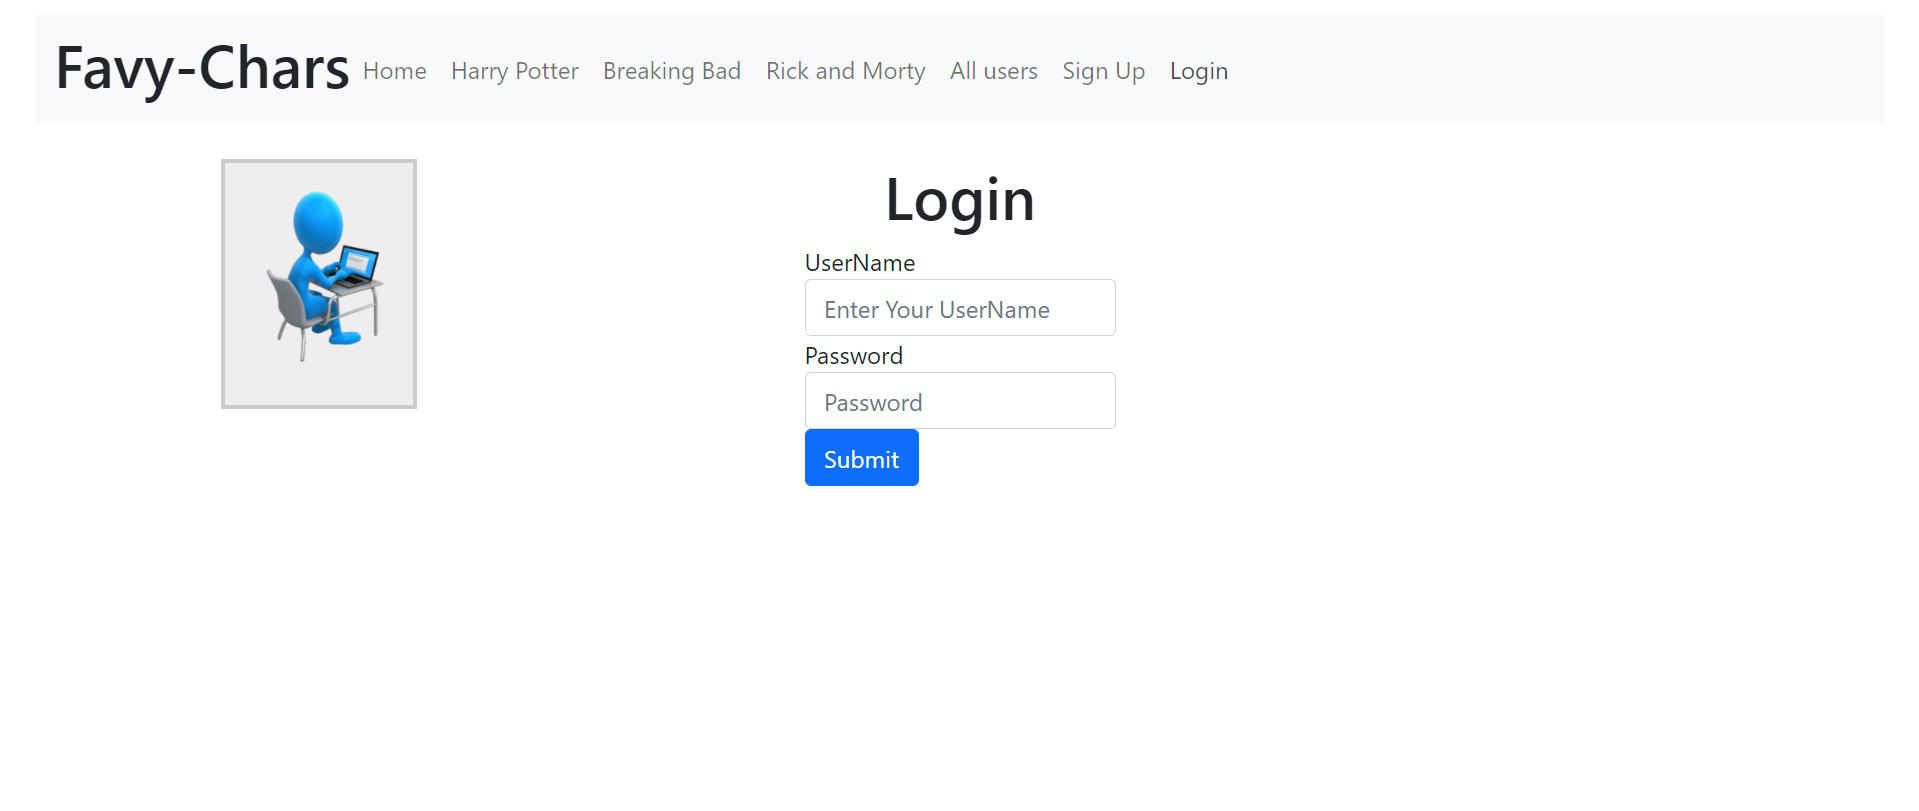 Favy-Chars Home Harry Potter Breaking Bad Rick and Morty All users Sign Up Login
Login
UserName
Enter Your UserName
Password
Password
Submit